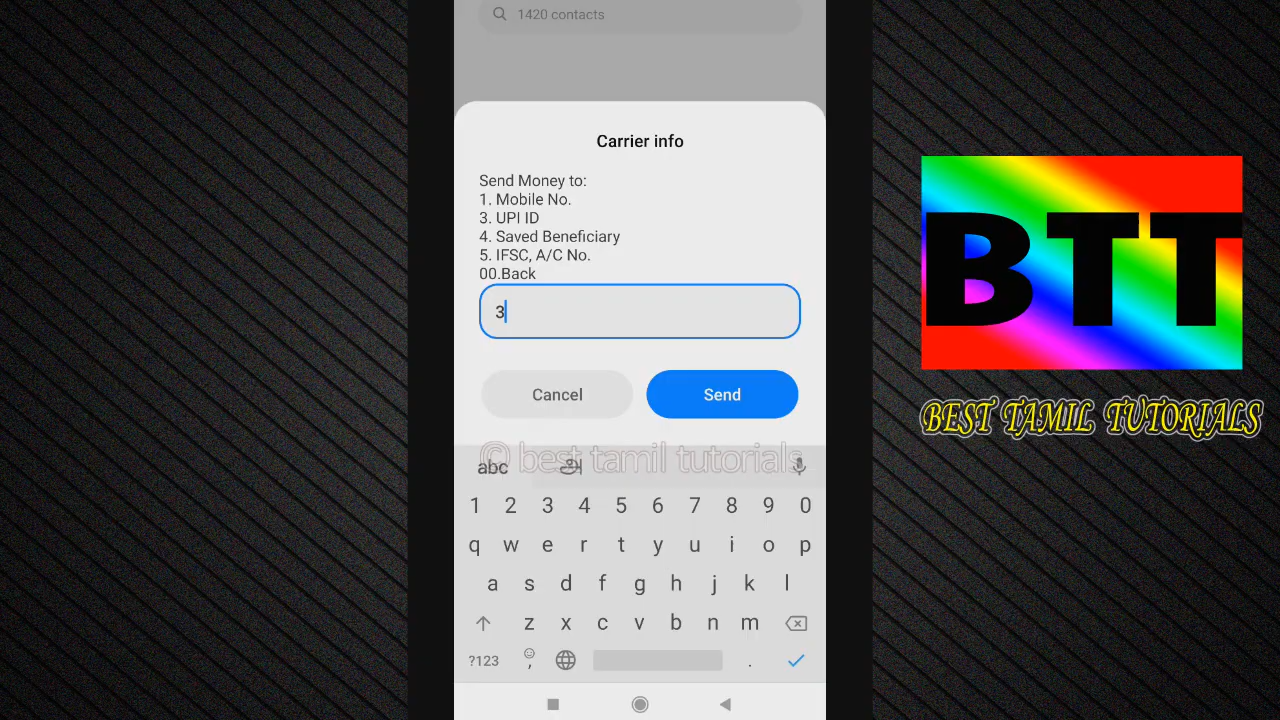 1420 contacts
Carrier info
Send Money to:
1. Mobile No.
3. UPI ID
4. Saved Beneficiary
5. IFSC, A/C No.
00.Back
3
Cancel
Send
© best tamil tutorials
abc
அ
1 2 3 4 5 6 7 8 9 0
q w e r t y u i o p
a s d f g h j k l
z x c v b n m
?123 , .
BTT
BEST TAMIL TUTORIALS